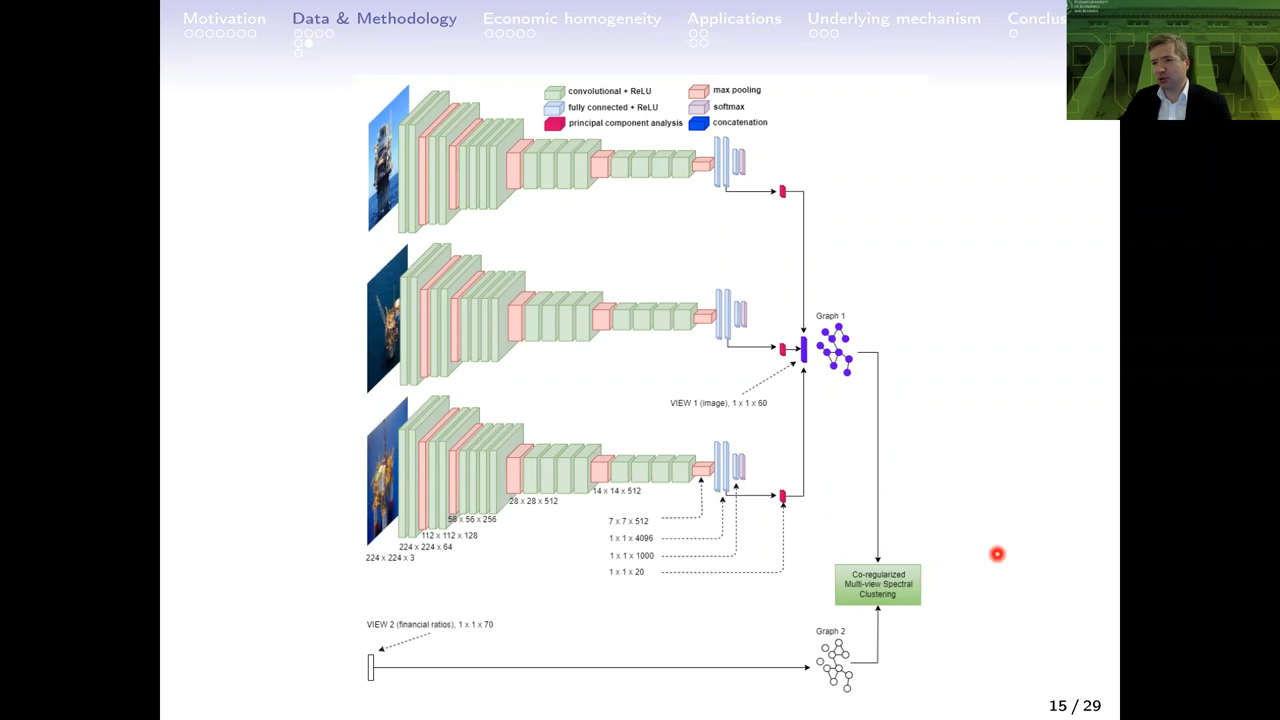 Motivation
Data & Methodology
Economic homogeneity
Applications
Underlying mechanism
convolutional + ReLU
max pooling
fully connected + ReLU
softmax
principal component analysis
concatenation
Graph 1
VIEW 1 (image), 1 x 1 x 60
14 x 14 x 512
28 x 28 x 512
56 x 56 x 256
112 x 112 x 128
224 x 224 x 64
224 x 224 x 3
7 x 7 x 512
1 x 1 x 4096
1 x 1 x 1000
1 x 1 x 20
Co-regularized
Multi-view Spectral
Clustering
VIEW 2 (financial ratios), 1 x 1 x 70
Graph 2
15 / 29